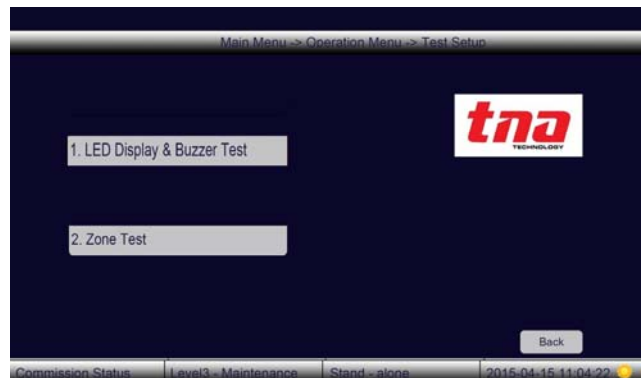 Main Menu -> Operation Menu -> Test Setup
tna
TECHNOLOGY
1. LED Display & Buzzer Test
2. Zone Test
Back
Commission Status Level3 - Maintenance Stand - alone 2015-04-15 11:04:22